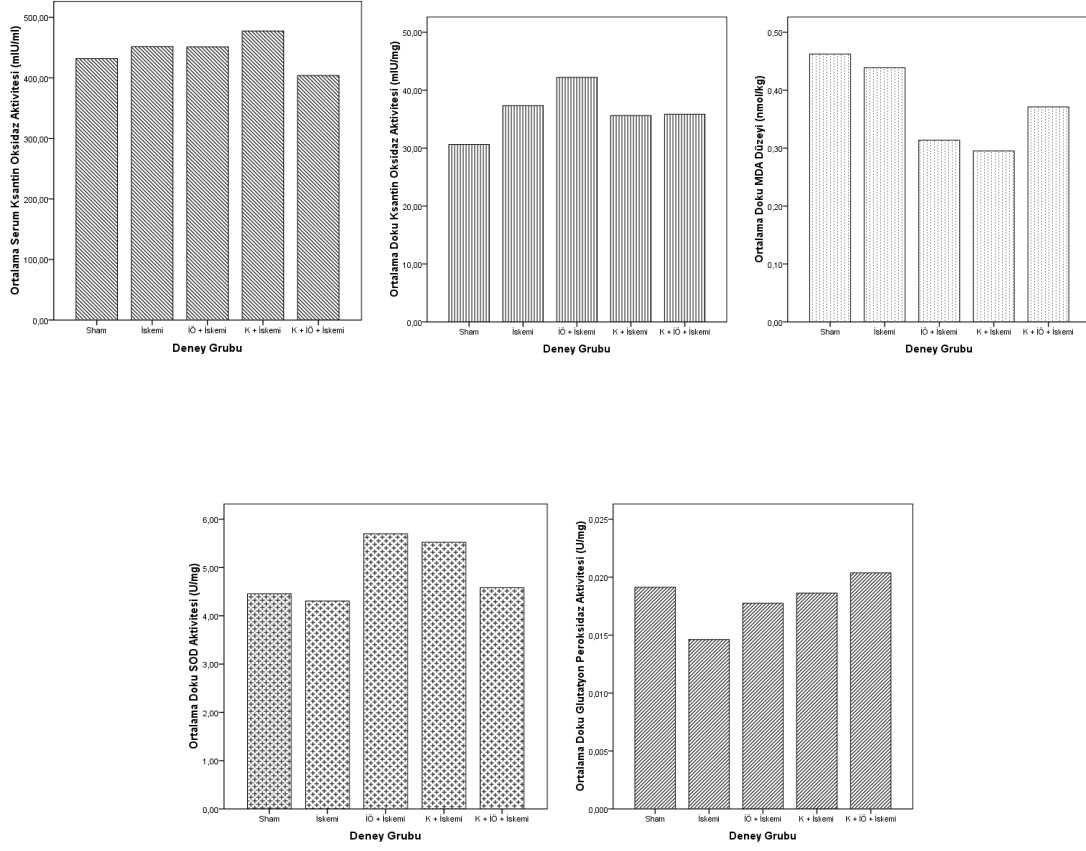 Ortalama Serum Ksantin Oksidaz Aktivitesi (mIU/ml)
500,00
400,00
300,00
200,00
100,00
0,00
Sham İskemi İÖ + İskemi K + İskemi K + İÖ + İskemi
Deney Grubu
Ortalama Doku Ksantin Oksidaz Aktivitesi (mIU/mg)
50,00
40,00
30,00
20,00
10,00
0,00
Sham İskemi İÖ + İskemi K + İskemi K + İÖ + İskemi
Deney Grubu
Ortalama Doku MDA Düzeyi (nmol/kg)
0,50
0,40
0,30
0,20
0,10
0,00
Sham İskemi İÖ + İskemi K + İskemi K + İÖ + İskemi
Deney Grubu
Ortalama Doku SOD Aktivitesi (U/mg)
6,00
5,00
4,00
3,00
2,00
1,00
0,00
Sham İskemi İÖ + İskemi K + İskemi K + İÖ + İskemi
Deney Grubu
Ortalama Doku Glutatyon Peroksidaz Aktivitesi (U/mg)
0,025
0,020
0,015
0,010
0,005
0,000
Sham İskemi İÖ + İskemi K + İskemi K + İÖ + İskemi
Deney Grubu